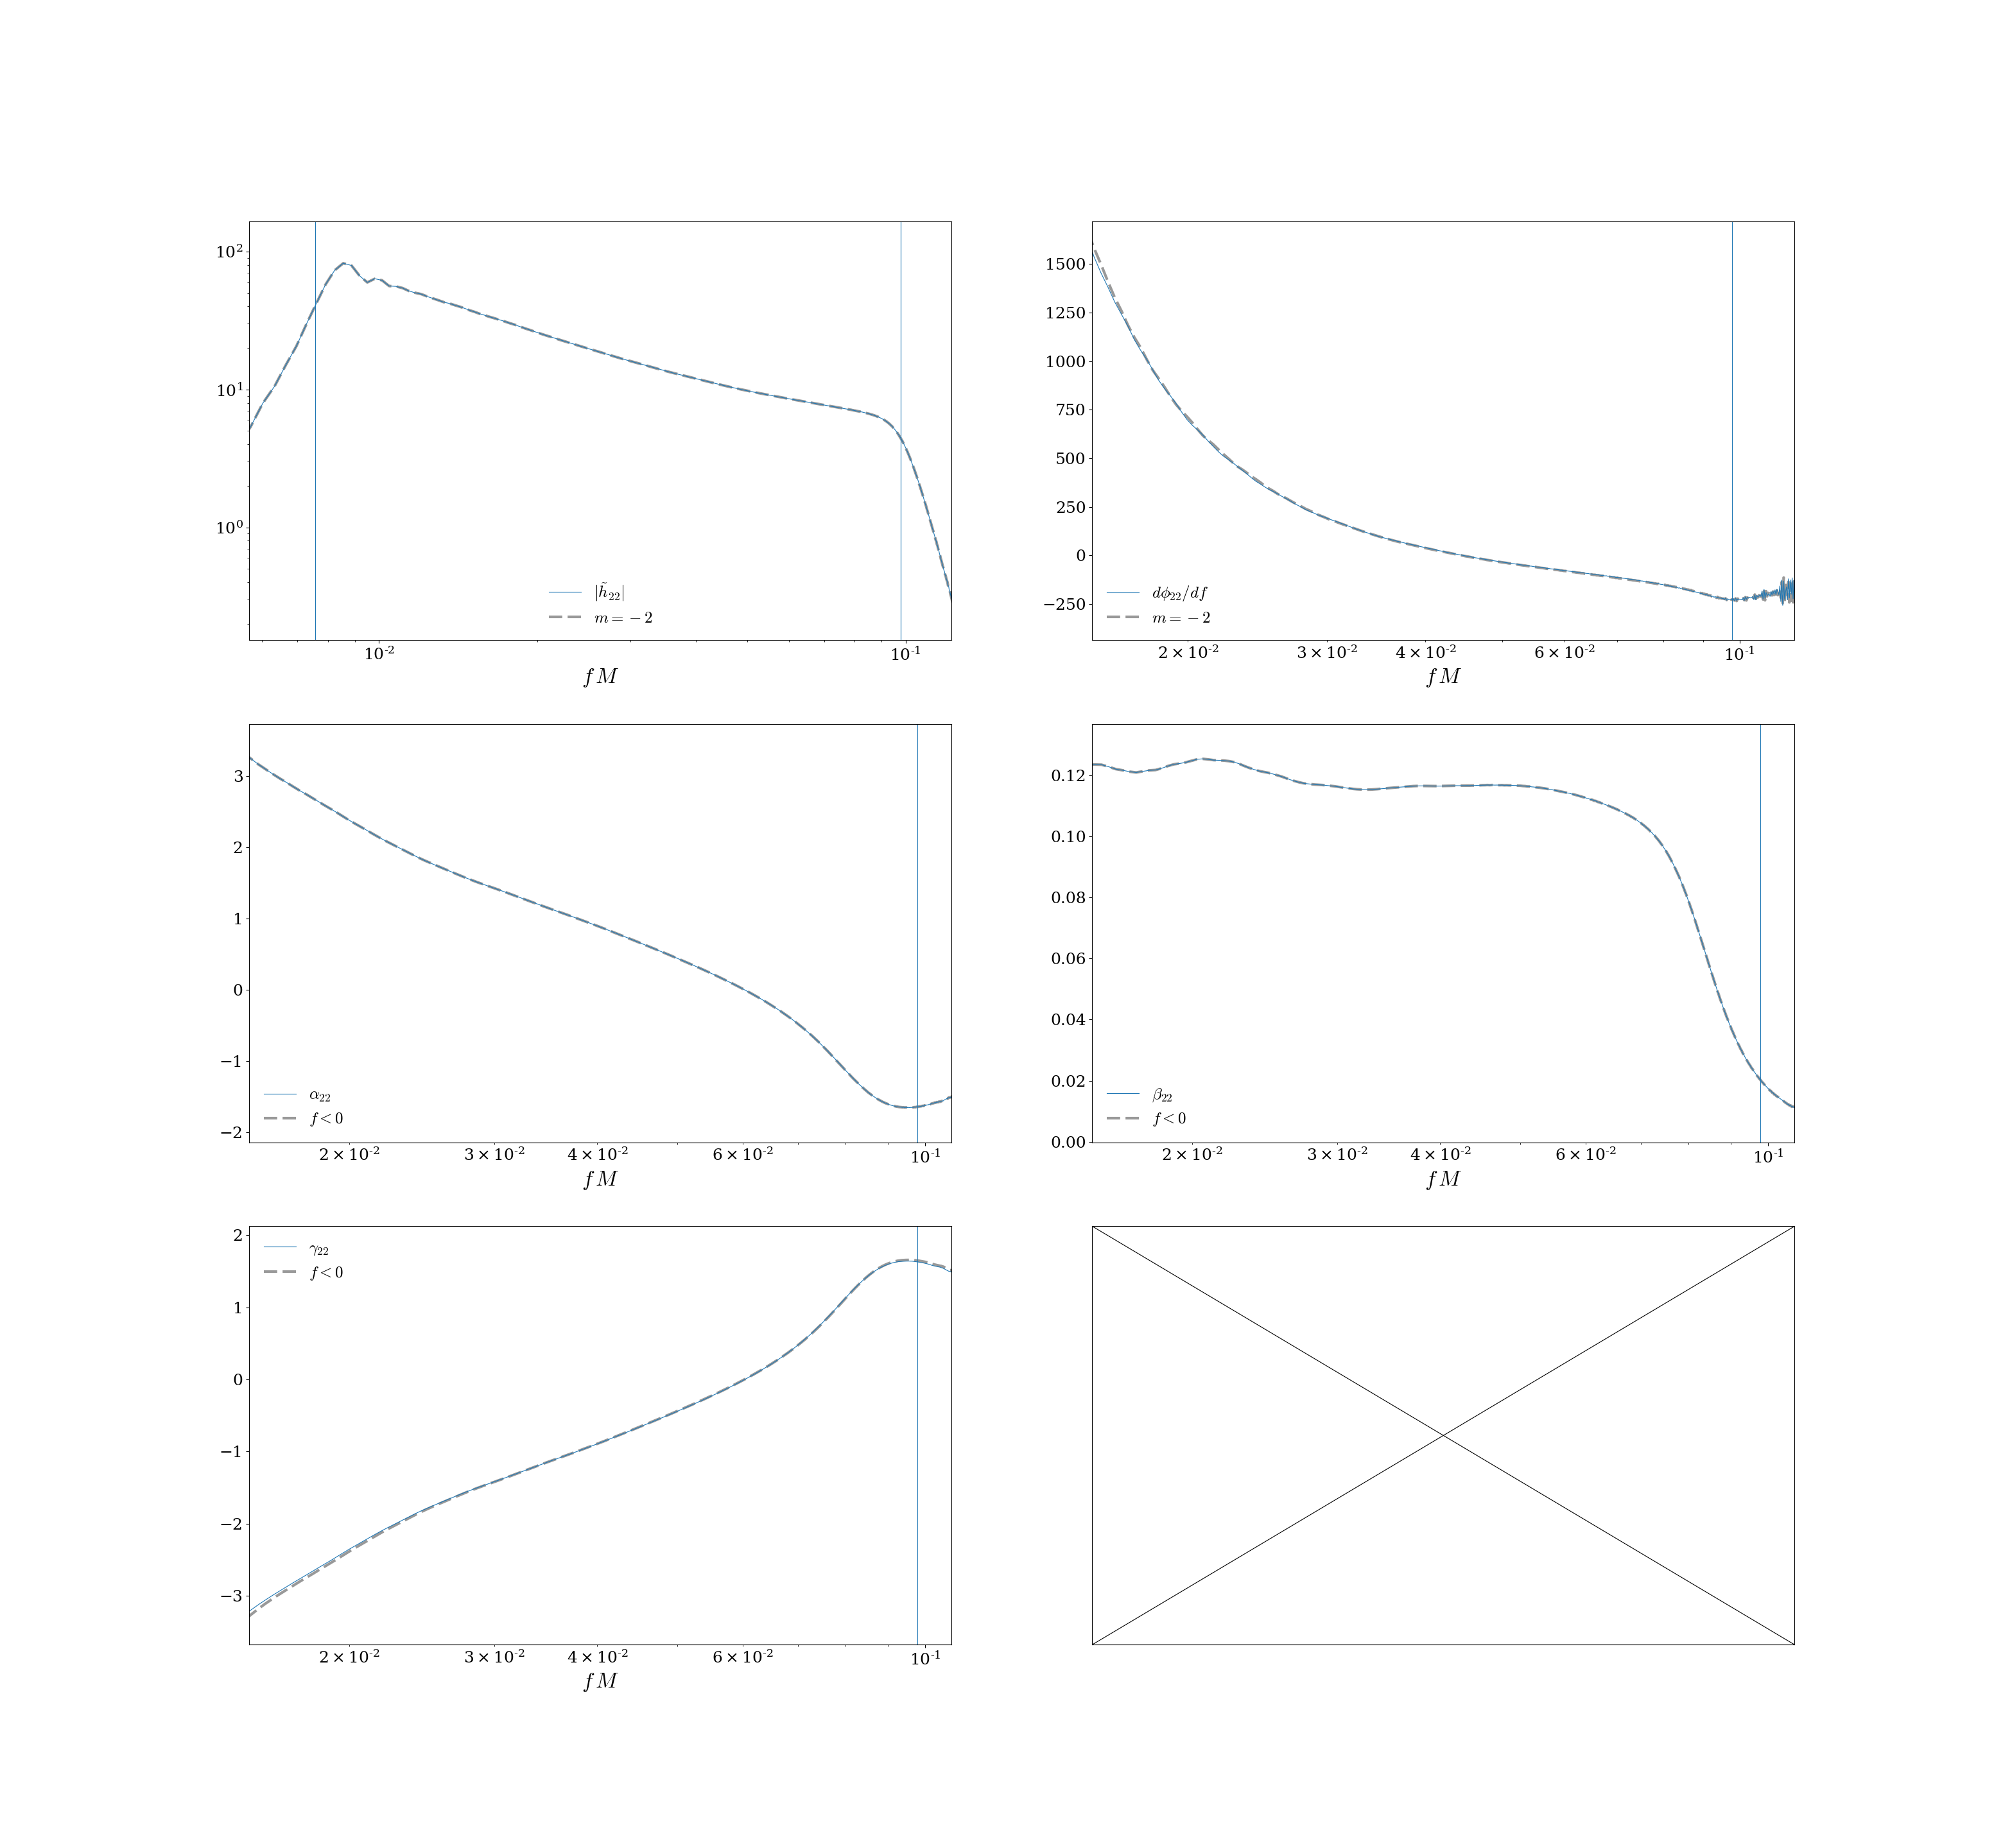 10²
10¹
10⁰
|h̃₂₂|
m = − 2
10⁻² 10⁻¹
f M
1500
1250
1000
750
500
250
0
−250
dϕ₂₂/df
m = − 2
2 × 10⁻² 3 × 10⁻² 4 × 10⁻² 6 × 10⁻² 10⁻¹
f M
3
2
1
0
−1
−2
α₂₂
f < 0
2 × 10⁻² 3 × 10⁻² 4 × 10⁻² 6 × 10⁻² 10⁻¹
f M
0.12
0.10
0.08
0.06
0.04
0.02
0.00
β₂₂
f < 0
2 × 10⁻² 3 × 10⁻² 4 × 10⁻² 6 × 10⁻² 10⁻¹
f M
2
1
0
−1
−2
−3
γ₂₂
f < 0
2 × 10⁻² 3 × 10⁻² 4 × 10⁻² 6 × 10⁻² 10⁻¹
f M